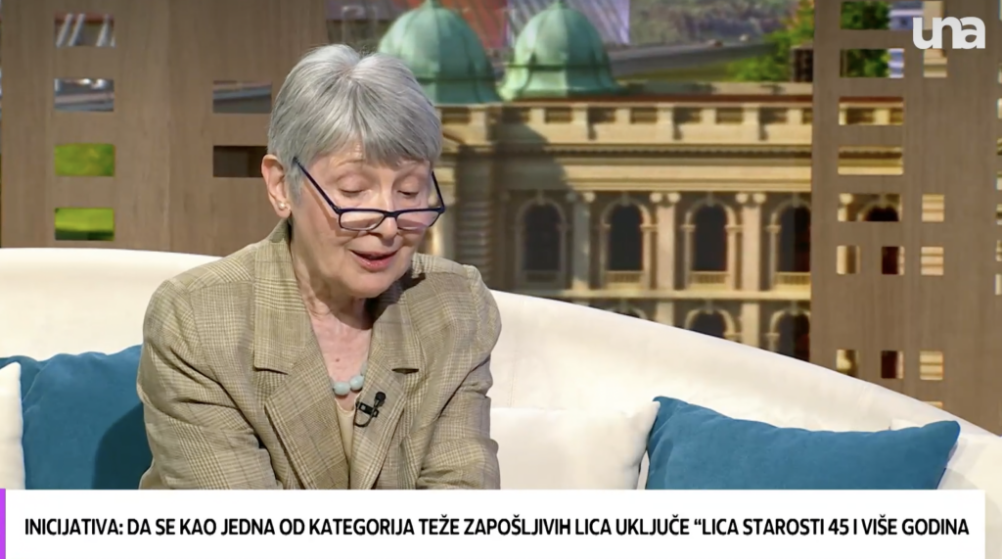 una
INICIJATIVA: DA SE KAO JEDNA OD KATEGORIJA TEŽE ZAPOŠLJIVIH LICA UKLJUČE “LICA STAROSTI 45 I VIŠE GODINA